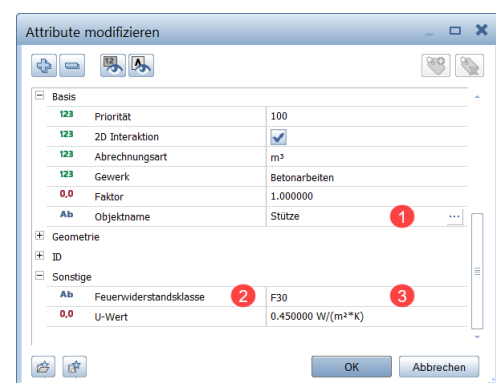 Attribute modifizieren
Basis
123 Priorität 100
123 2D Interaktion
123 Abrechnungsart m³
123 Gewerk Betonarbeiten
0,0 Faktor 1.000000
Ab Objektname Stütze 1 ...
Geometrie
ID
Sonstige
Ab Feuerwiderstandsklasse 2 F30 3
0,0 U-Wert 0.450000 W/(m²*K)
OK Abbrechen